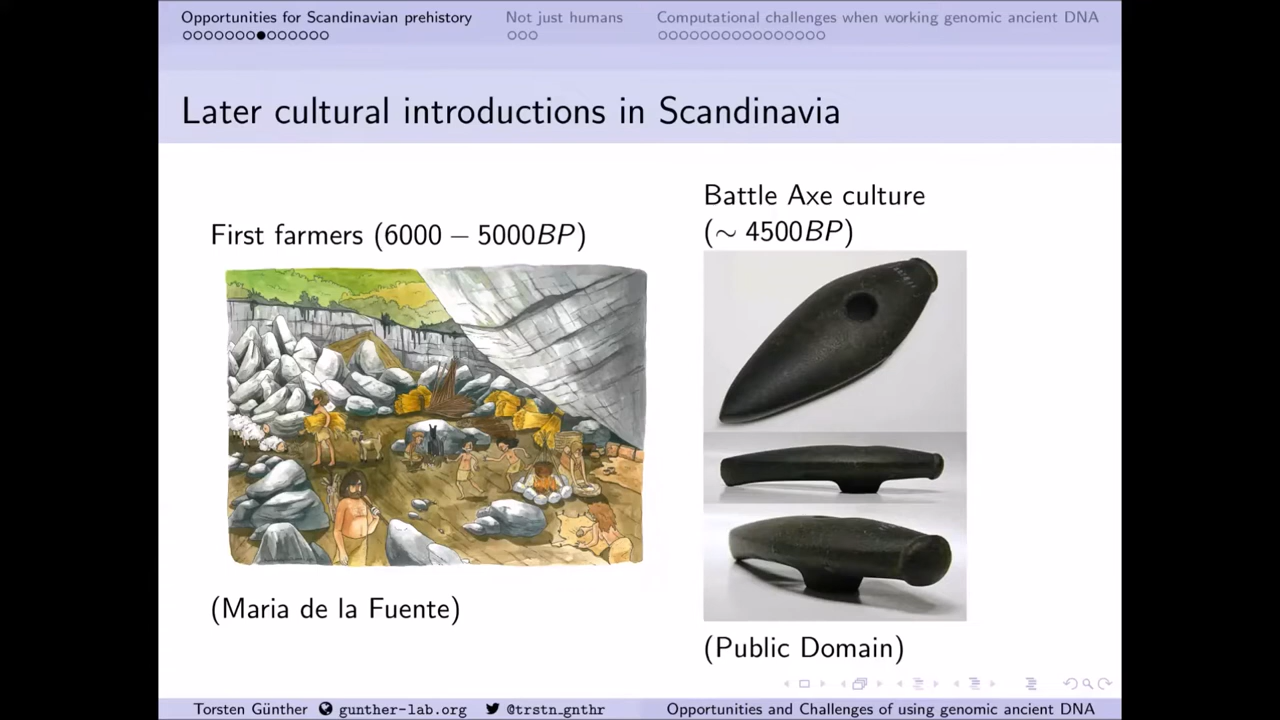 Opportunities for Scandinavian prehistory
Not just humans
Computational challenges when working genomic ancient DNA
Later cultural introductions in Scandinavia
First farmers (6000 – 5000BP)
(Maria de la Fuente)
Battle Axe culture
(∼ 4500BP)
(Public Domain)
Torsten Günther gunther-lab.org @trstn_gnthr
Opportunities and Challenges of using genomic ancient DNA